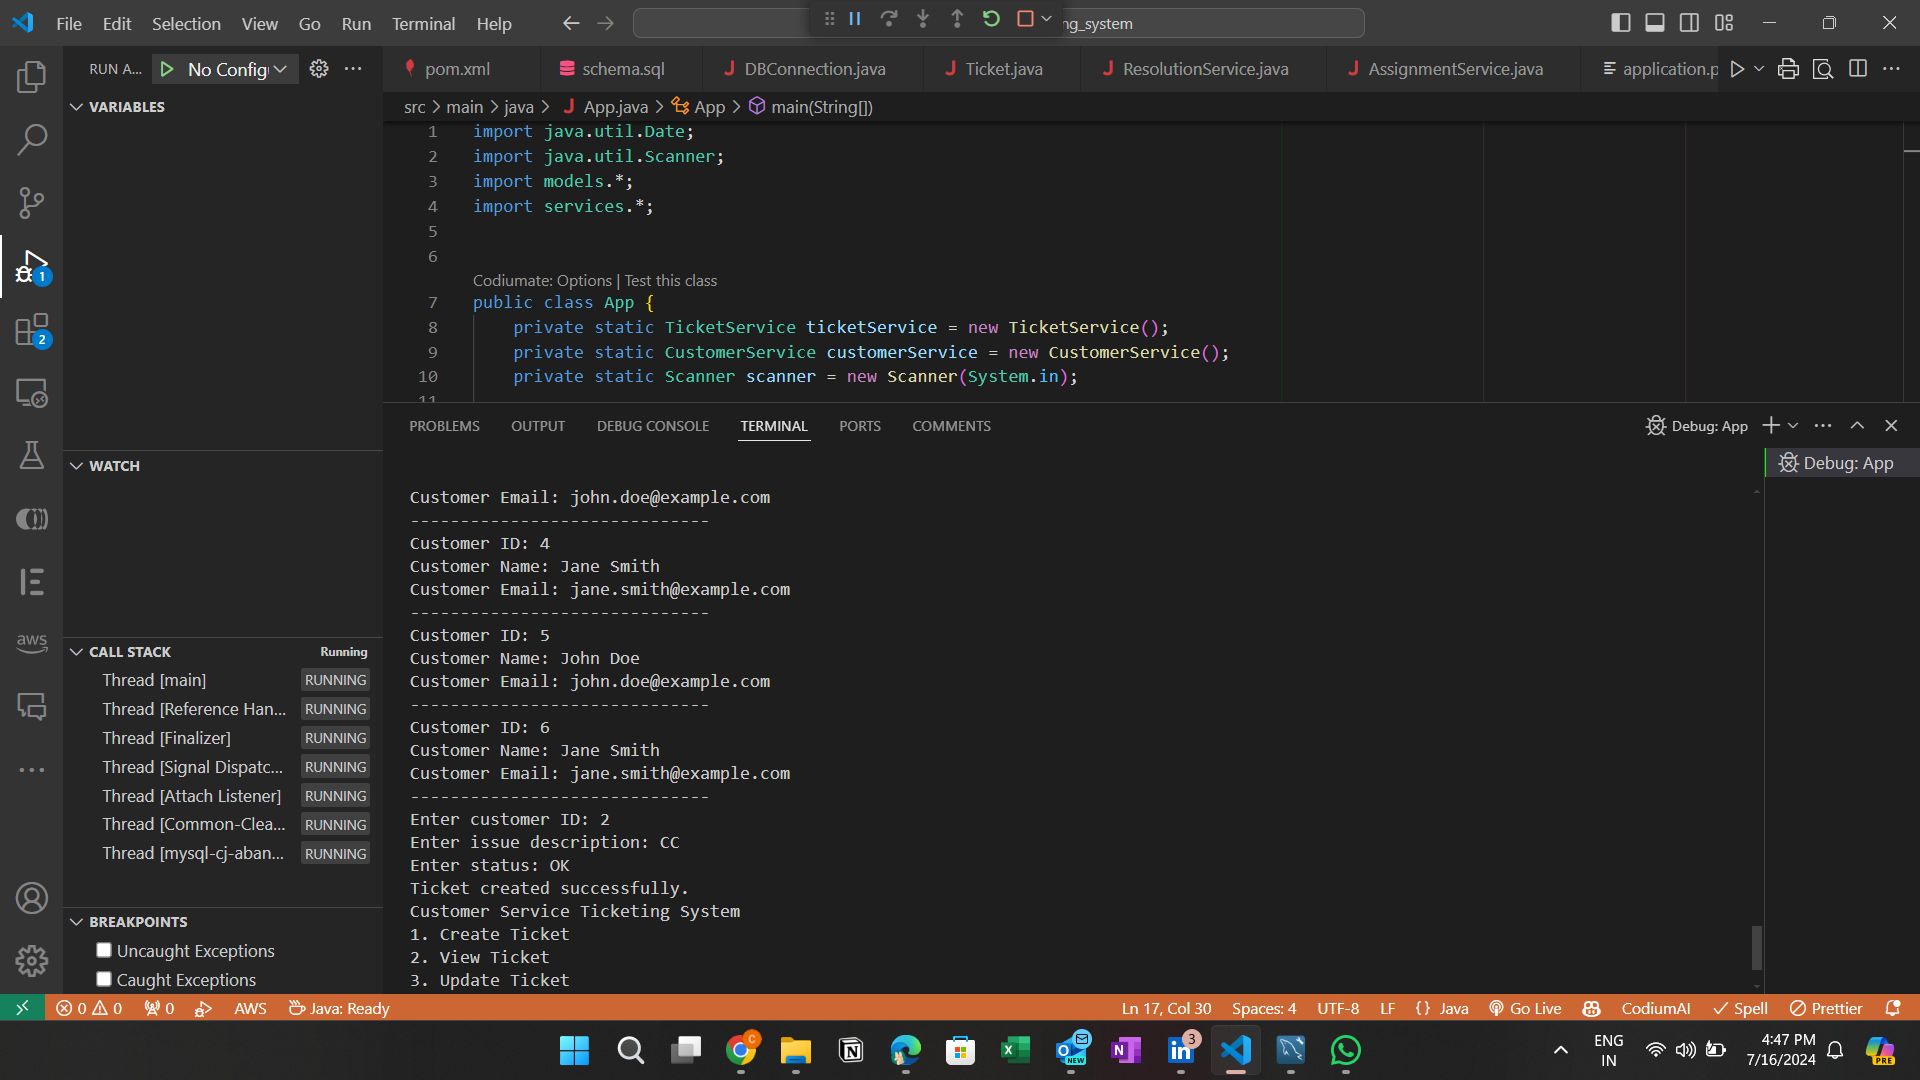 File Edit Selection View Go Run Terminal Help
ng_system
RUN A... No Config
pom.xml schema.sql DBConnection.java Ticket.java ResolutionService.java AssignmentService.java application.p
VARIABLES
src > main > java > App.java > App > main(String[])
1 import java.util.Date;
2 import java.util.Scanner;
3 import models.*;
4 import services.*;
5
6
Codiumate: Options | Test this class
7 public class App {
8 private static TicketService ticketService = new TicketService();
9 private static CustomerService customerService = new CustomerService();
10 private static Scanner scanner = new Scanner(System.in);
11
1
2
PROBLEMS OUTPUT DEBUG CONSOLE TERMINAL PORTS COMMENTS
Debug: App
Debug: App
WATCH
Customer Email: john.doe@example.com
------------------------------
Customer ID: 4
Customer Name: Jane Smith
Customer Email: jane.smith@example.com
------------------------------
Customer ID: 5
Customer Name: John Doe
Customer Email: john.doe@example.com
------------------------------
Customer ID: 6
Customer Name: Jane Smith
Customer Email: jane.smith@example.com
------------------------------
Enter customer ID: 2
Enter issue description: CC
Enter status: OK
Ticket created successfully.
Customer Service Ticketing System
1. Create Ticket
2. View Ticket
3. Update Ticket
aws
CALL STACK Running
Thread [main] RUNNING
Thread [Reference Han... RUNNING
Thread [Finalizer] RUNNING
Thread [Signal Dispatc... RUNNING
Thread [Attach Listener] RUNNING
Thread [Common-Clea... RUNNING
Thread [mysql-cj-aban... RUNNING
BREAKPOINTS
Uncaught Exceptions
Caught Exceptions
0 0 0 AWS Java: Ready
Ln 17, Col 30 Spaces: 4 UTF-8 LF {} Java Go Live CodiumAI Spell Prettier
C
NEW
3
ENG
IN
4:47 PM
7/16/2024
PRE